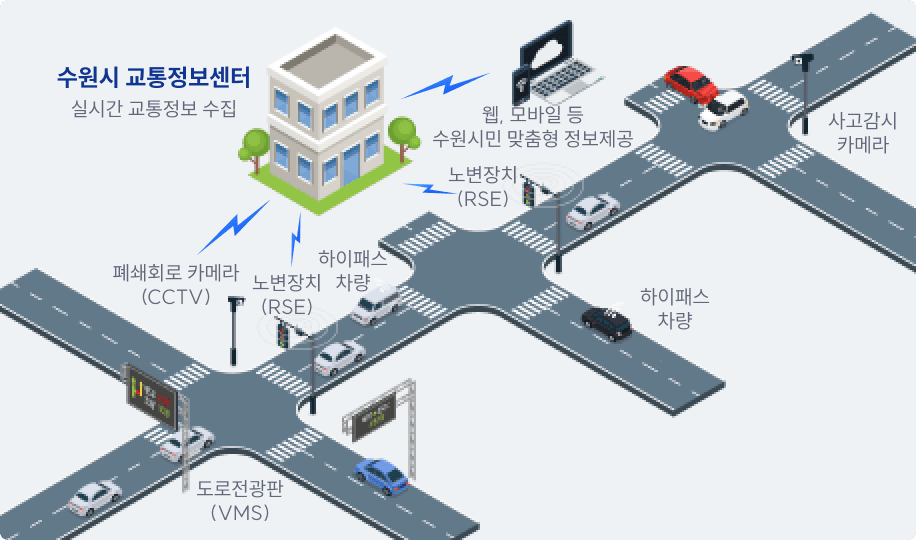 수원시 교통정보센터
실시간 교통정보 수집
웹, 모바일 등
수원시민 맞춤형 정보제공
사고감시
카메라
노변장치
(RSE)
폐쇄회로 카메라
(CCTV)
노변장치
(RSE)
하이패스
차량
하이패스
차량
도로전광판
(VMS)